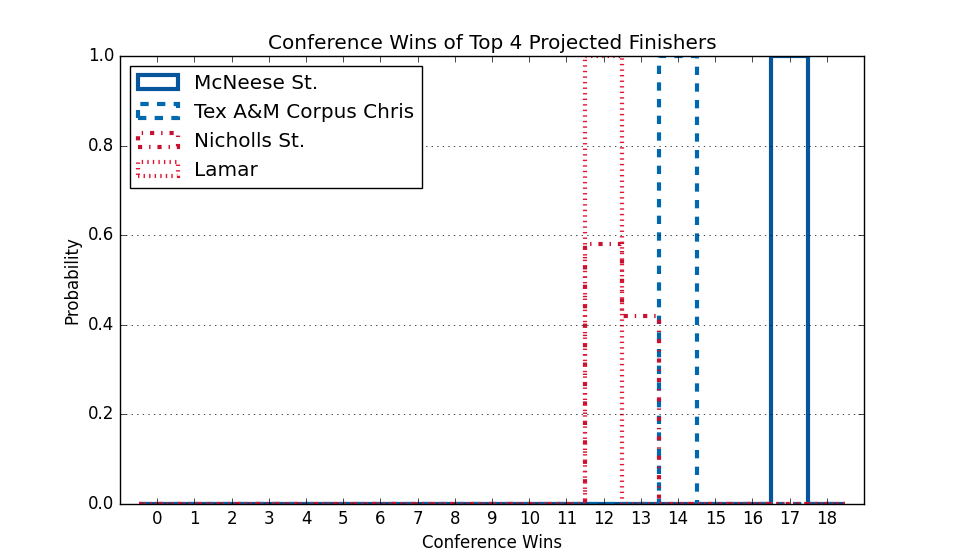 Conference Wins of Top 4 Projected Finishers
1.0
0.8
0.6
0.4
0.2
0.0
Probability
McNeese St.
Tex A&M Corpus Chris
Nicholls St.
Lamar
0 1 2 3 4 5 6 7 8 9 10 11 12 13 14 15 16 17 18
Conference Wins